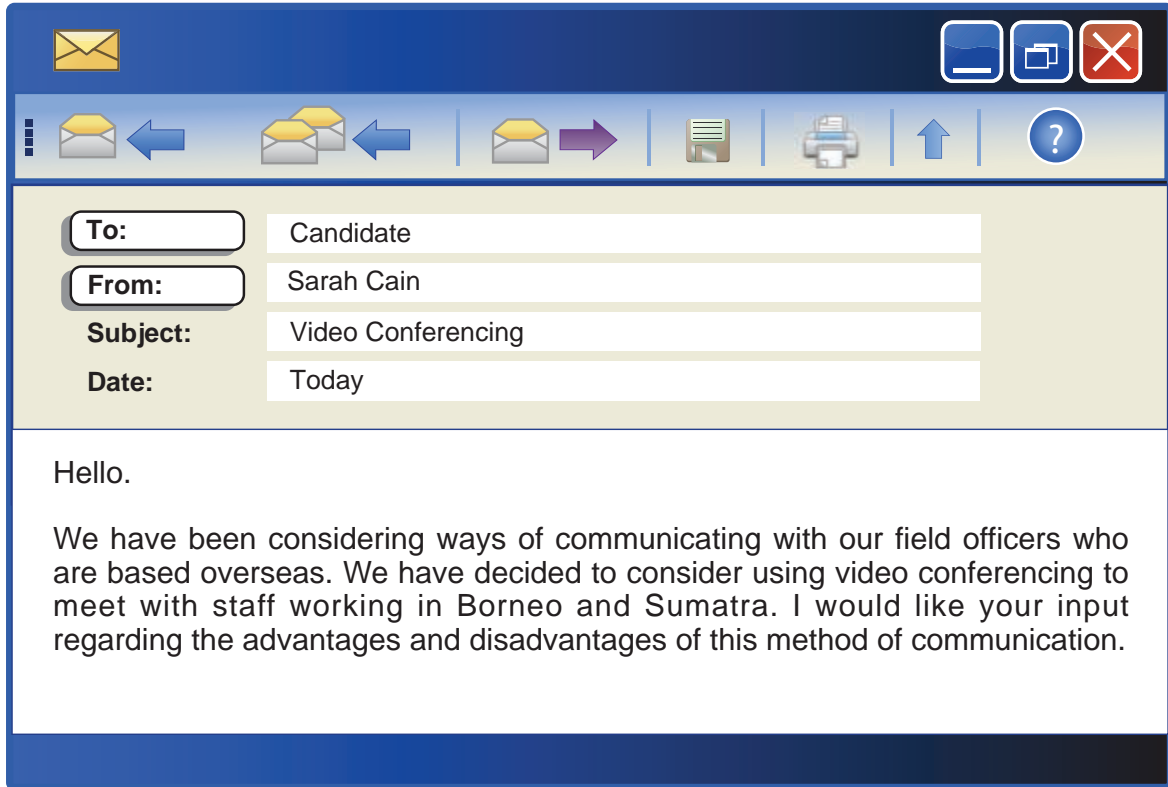 ?
To: Candidate
From: Sarah Cain
Subject: Video Conferencing
Date: Today
Hello.
We have been considering ways of communicating with our field officers who
are based overseas. We have decided to consider using video conferencing to
meet with staff working in Borneo and Sumatra. I would like your input
regarding the advantages and disadvantages of this method of communication.